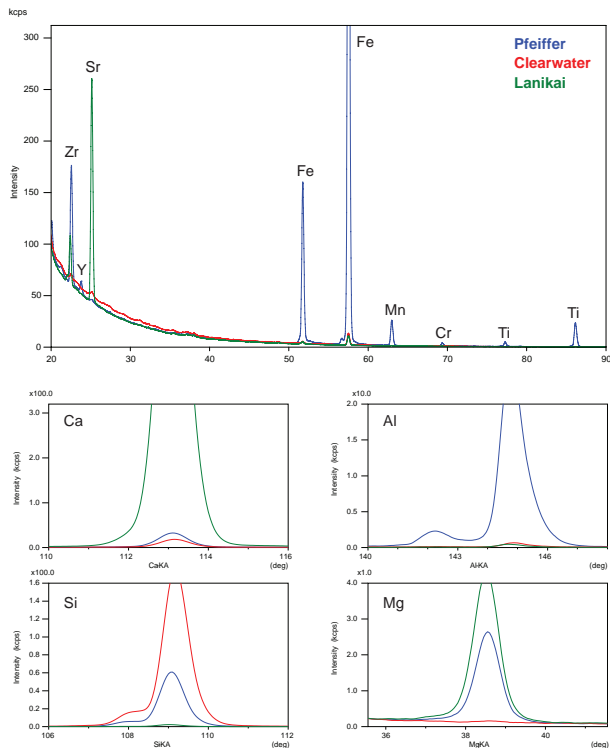 kcps
300
250
200
150
100
50
0
Intensity
Zr
Y
Sr
Fe
Fe
Mn
Cr
Ti
Ti
Pfeiffer
Clearwater
Lanikai
20 30 40 50 60 70 80 90
x100.0
Ca
3.0
2.0
1.0
0.0
Intensity (kcps)
110 112 114 116
CaKA (deg)
x10.0
Al
2.0
1.0
0.0
Intensity (kcps)
140 143 146
AlKA (deg)
x100.0
Si
1.6
1.4
1.2
1.0
0.8
0.6
0.4
0.2
0.0
Intensity (kcps)
106 108 110 112
SiKA (deg)
x1.0
Mg
4.0
3.0
2.0
1.0
0.0
Intensity (kcps)
36 38 40
MgKA (deg)